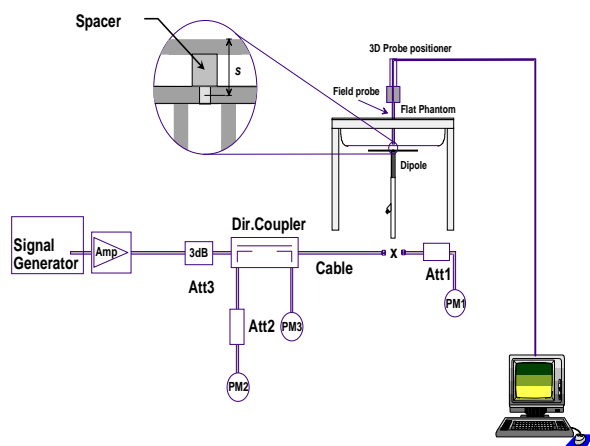 Spacer
s
3D Probe positioner
Field probe
Flat Phantom
Dipole
Dir.Coupler
Signal
Generator
Amp
3dB
Cable
x
Att1
Att3
Att2
PM3
PM1
PM2